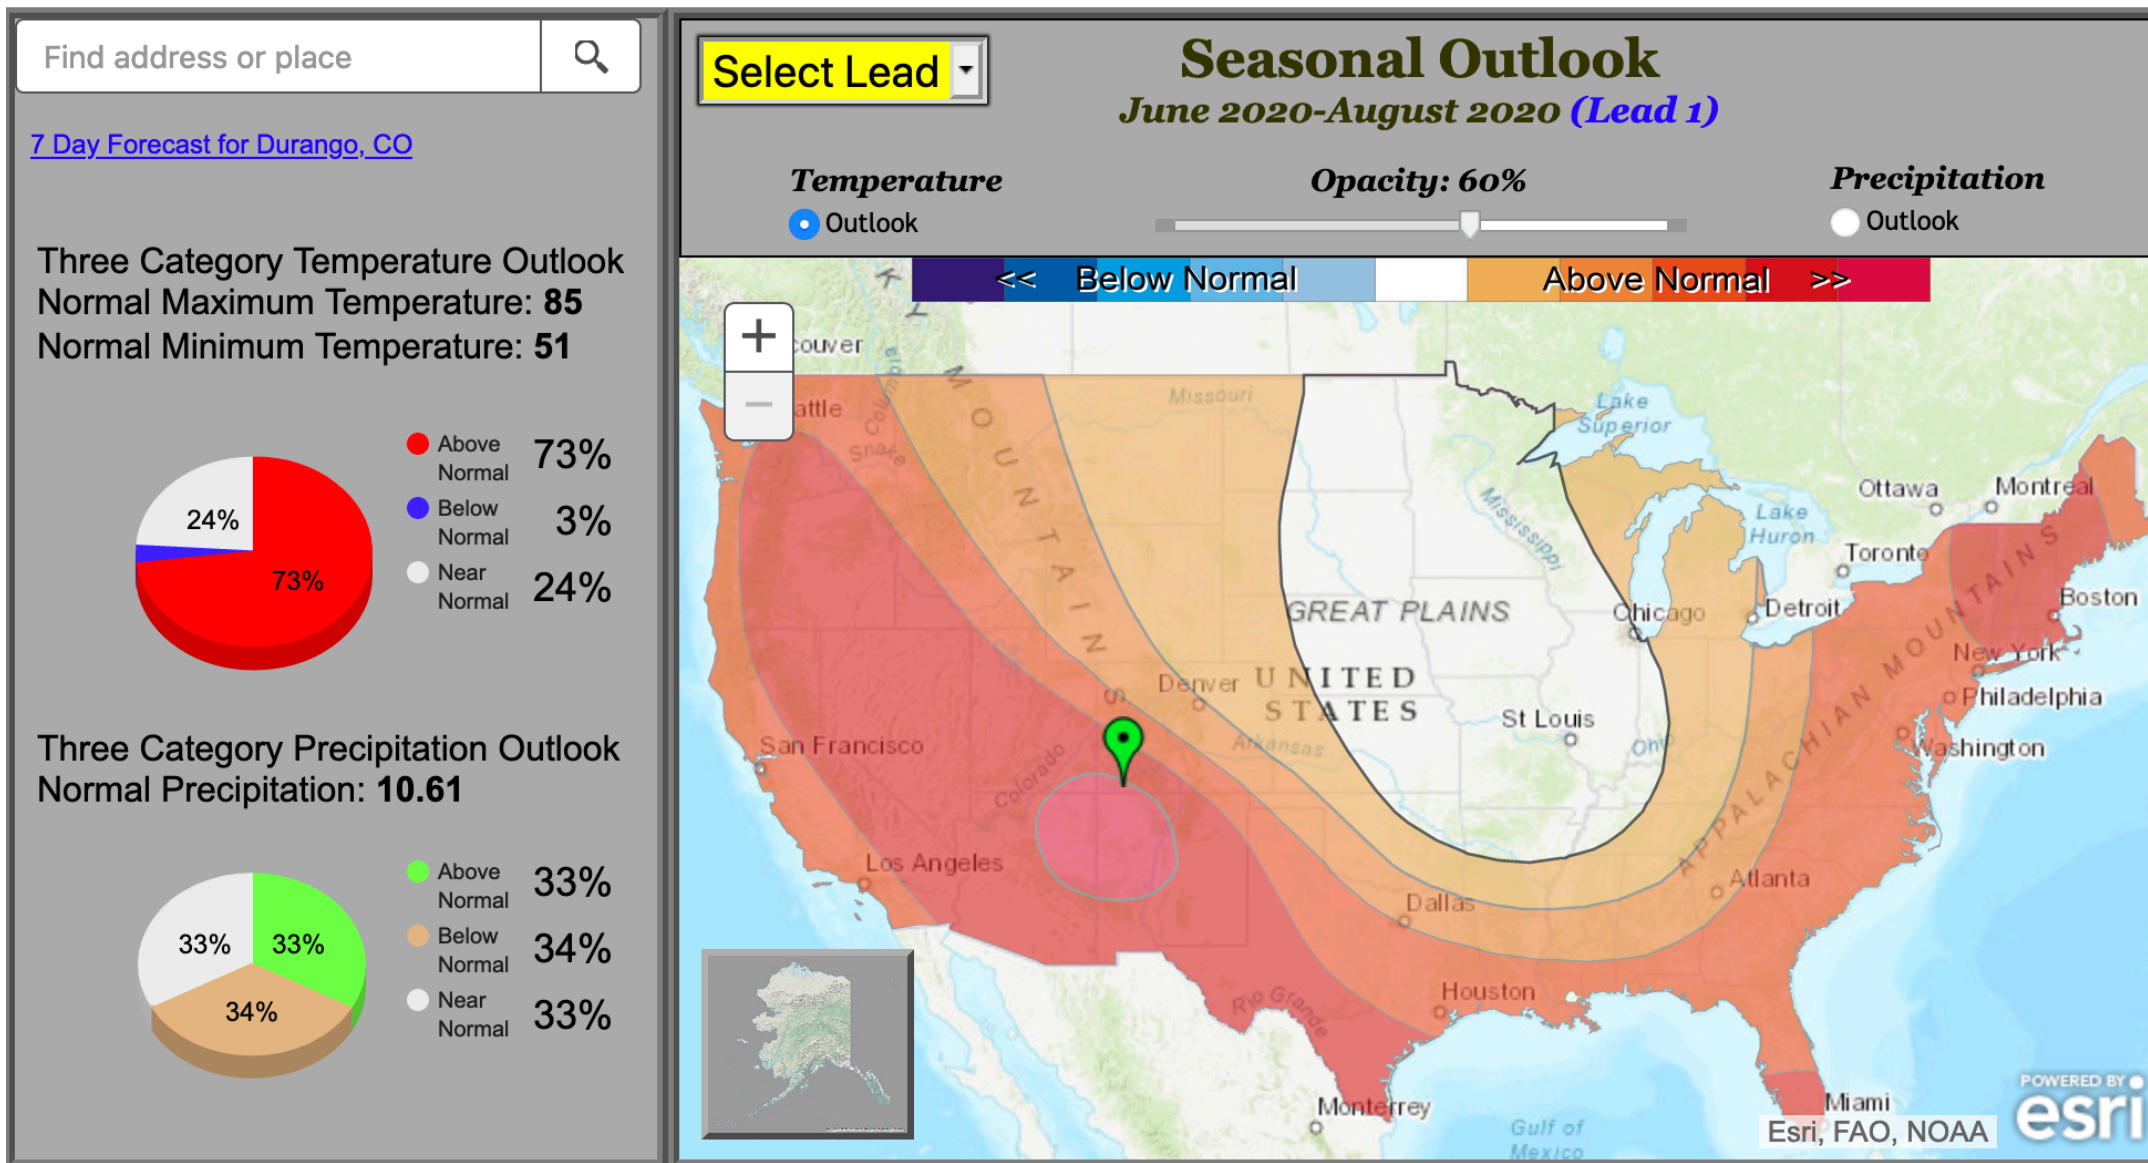 Find address or place
7 Day Forecast for Durango, CO
Three Category Temperature Outlook
Normal Maximum Temperature: 85
Normal Minimum Temperature: 51
Above
Normal
73%
Below
Normal
3%
Near
Normal
24%
24%
73%
Three Category Precipitation Outlook
Normal Precipitation: 10.61
Above
Normal
33%
Below
Normal
34%
Near
Normal
33%
33%
33%
34%
Select Lead
Seasonal Outlook
June 2020-August 2020 (Lead 1)
Temperature
Outlook
Opacity: 60%
Precipitation
Outlook
<< Below Normal
Above Normal >>
+
−
couver
attle
Snake
Missouri
MOUNTAINS
Lake
Superior
Mississippi
Ottawa
Montreal
Lake
Huron
Toronto
Boston
GREAT PLAINS
Chicago
Detroit
New York
Denver
UNITED
STATES
Philadelphia
St Louis
Ohio
Washington
Arkansas
San Francisco
Colorado
APPALACHIAN MOUNTAINS
Los Angeles
Atlanta
Dallas
Houston
Rio Grande
Monterrey
Miami
Gulf of
Mexico
Esri, FAO, NOAA
POWERED BY
esri